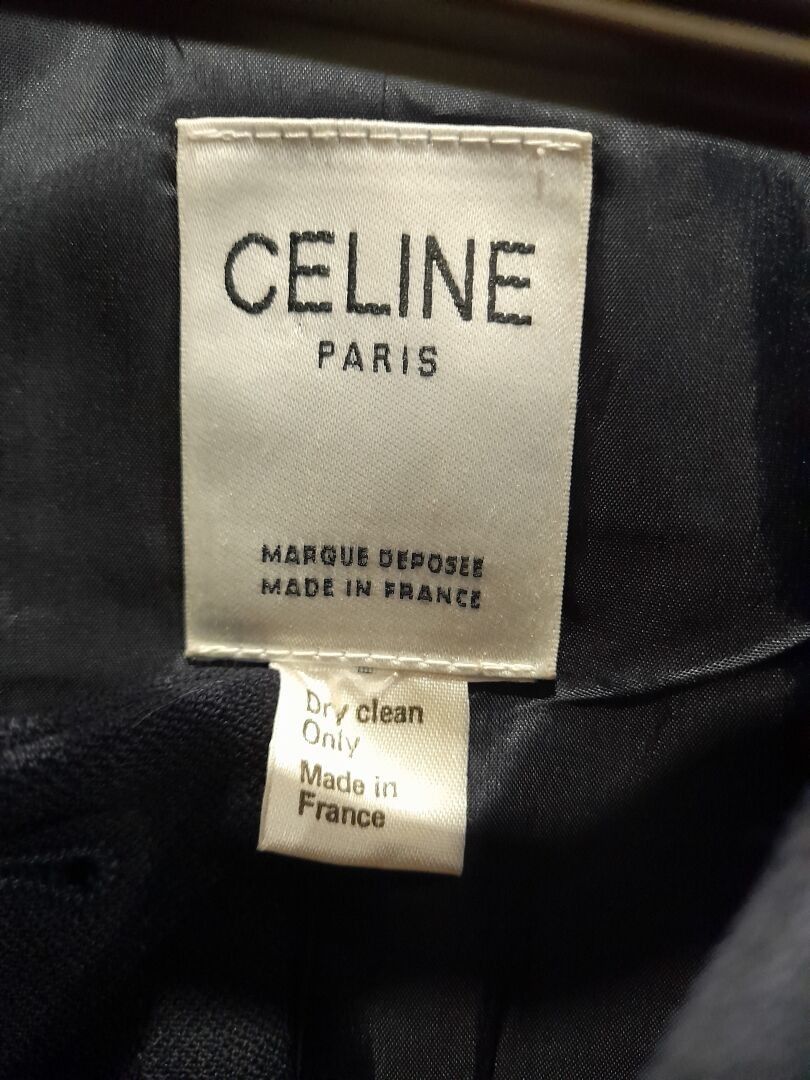 CELINE
PARIS
MARQUE DEPOSEE
MADE IN FRANCE
Dry clean
Only
Made in
France